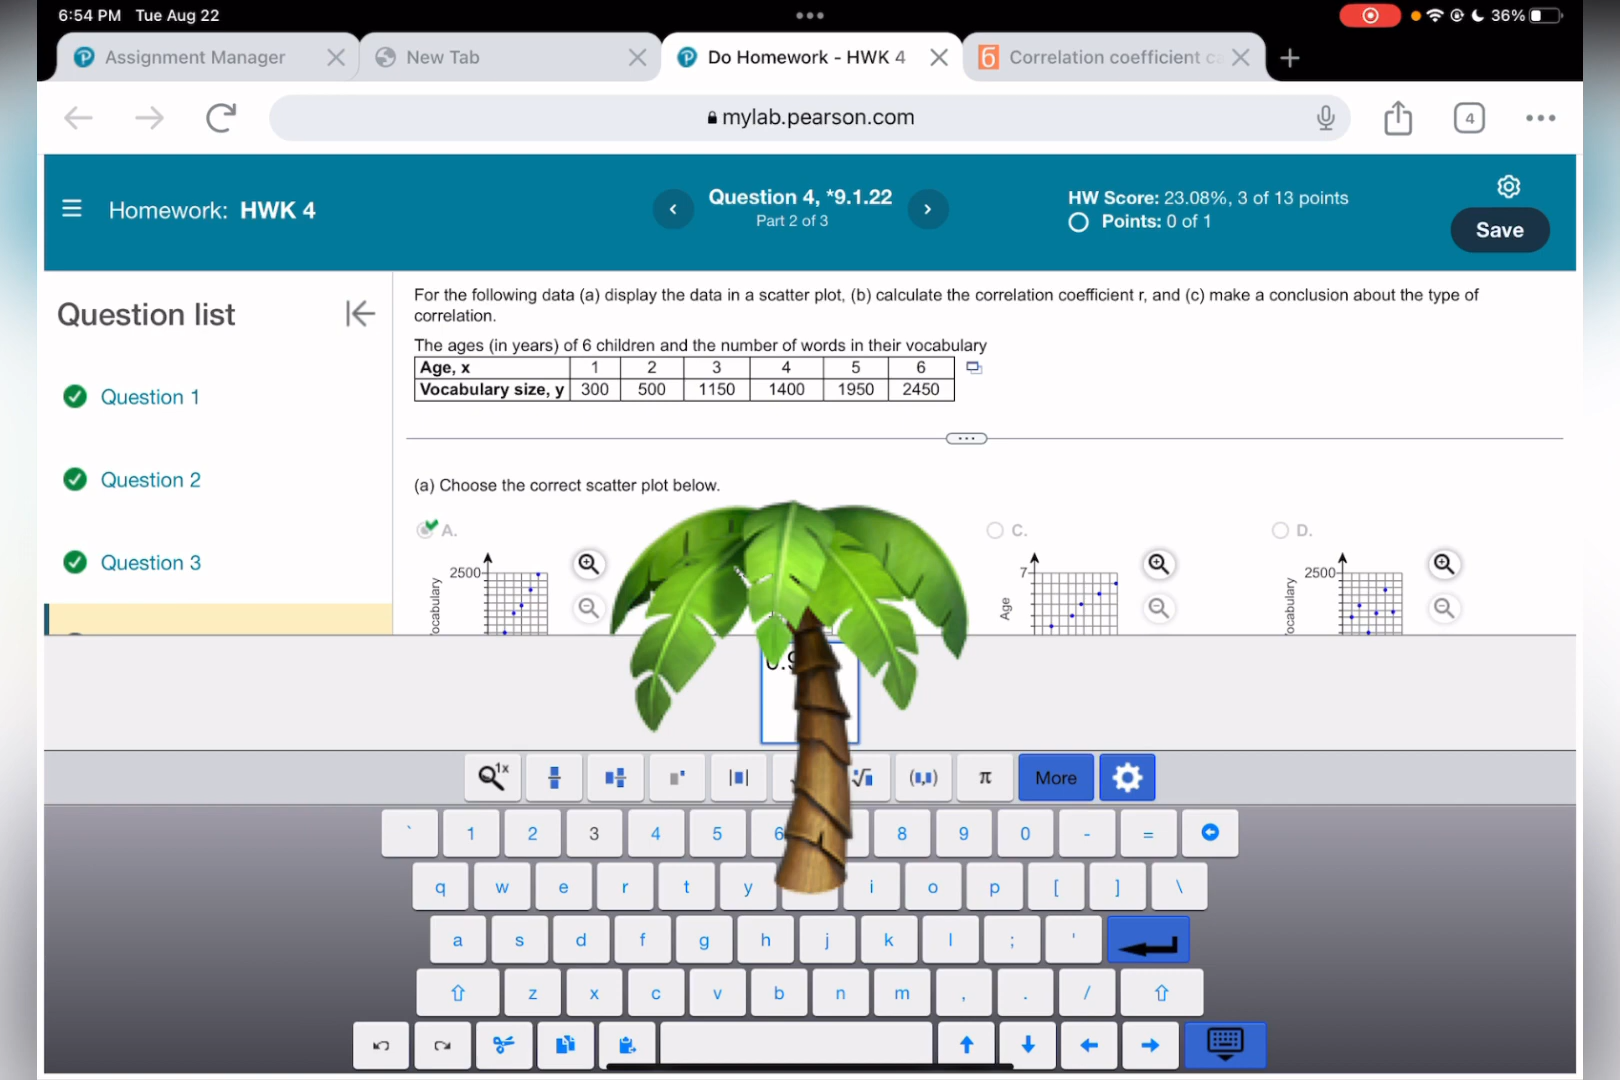 6:54 PM Tue Aug 22
36%
Assignment Manager
New Tab
Do Homework - HWK 4
6
Correlation coefficient c
mylab.pearson.com
4
Homework: HWK 4
Question 4, *9.1.22
Part 2 of 3
HW Score: 23.08%, 3 of 13 points
Points: 0 of 1
Save
Question list
Question 1
Question 2
Question 3
For the following data (a) display the data in a scatter plot, (b) calculate the correlation coefficient r, and (c) make a conclusion about the type of
correlation.
The ages (in years) of 6 children and the number of words in their vocabulary
Age, x 1 2 3 4 5 6
Vocabulary size, y 300 500 1150 1400 1950 2450
(a) Choose the correct scatter plot below.
A.
C.
D.
2500
ocabulary
7
Age
2500
ocabulary
0.9
1x
(,)
π
More
` 1 2 3 4 5 6 8 9 0 - =
q w e r t y i o p [ ] \
a s d f g h j k l ; '
z x c v b n m , . /